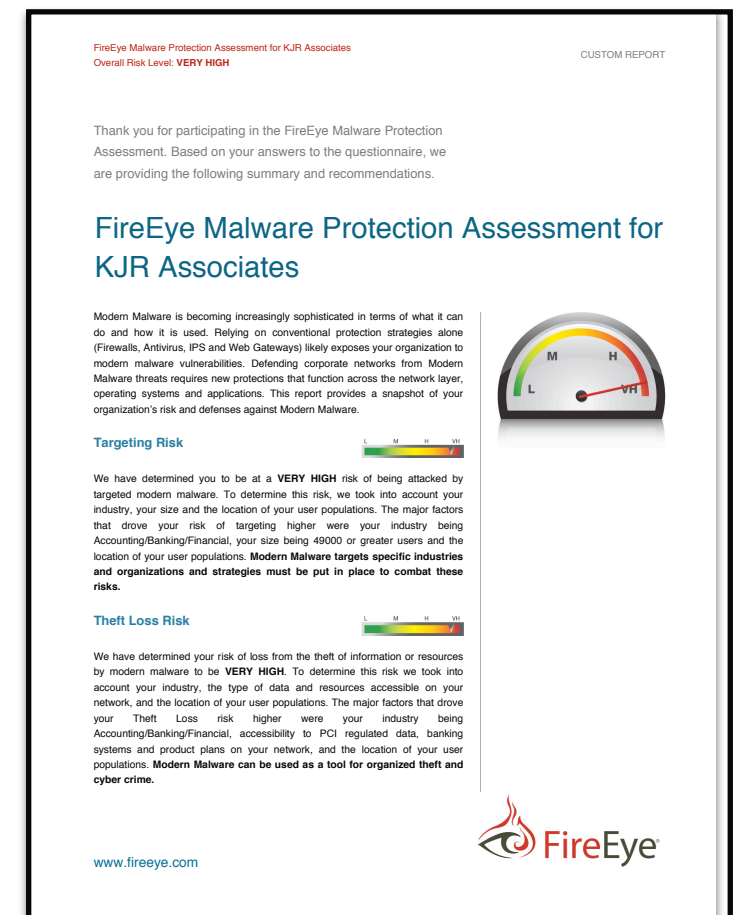 FireEye Malware Protection Assessment for KJR Associates
Overall Risk Level: VERY HIGH
CUSTOM REPORT
Thank you for participating in the FireEye Malware Protection
Assessment. Based on your answers to the questionnaire, we
are providing the following summary and recommendations.
FireEye Malware Protection Assessment for
KJR Associates
Modern Malware is becoming increasingly sophisticated in terms of what it can
do and how it is used. Relying on conventional protection strategies alone
(Firewalls, Antivirus, IPS and Web Gateways) likely exposes your organization to
modern malware vulnerabilities. Defending corporate networks from Modern
Malware threats requires new protections that function across the network layer,
operating systems and applications. This report provides a snapshot of your
organization's risk and defenses against Modern Malware.
L M H VH
Targeting Risk
L M H VH
We have determined you to be at a VERY HIGH risk of being attacked by
targeted modern malware. To determine this risk, we took into account your
industry, your size and the location of your user populations. The major factors
that drove your risk of targeting higher were your industry being
Accounting/Banking/Financial, your size being 49000 or greater users and the
location of your user populations. Modern Malware targets specific industries
and organizations and strategies must be put in place to combat these
risks.
Theft Loss Risk
L M H VH
We have determined your risk of loss from the theft of information or resources
by modern malware to be VERY HIGH. To determine this risk we took into
account your industry, the type of data and resources accessible on your
network, and the location of your user populations. The major factors that drove
your Theft Loss risk higher were your industry being
Accounting/Banking/Financial, accessibility to PCI regulated data, banking
systems and product plans on your network, and the location of your user
populations. Modern Malware can be used as a tool for organized theft and
cyber crime.
www.fireeye.com
FireEye